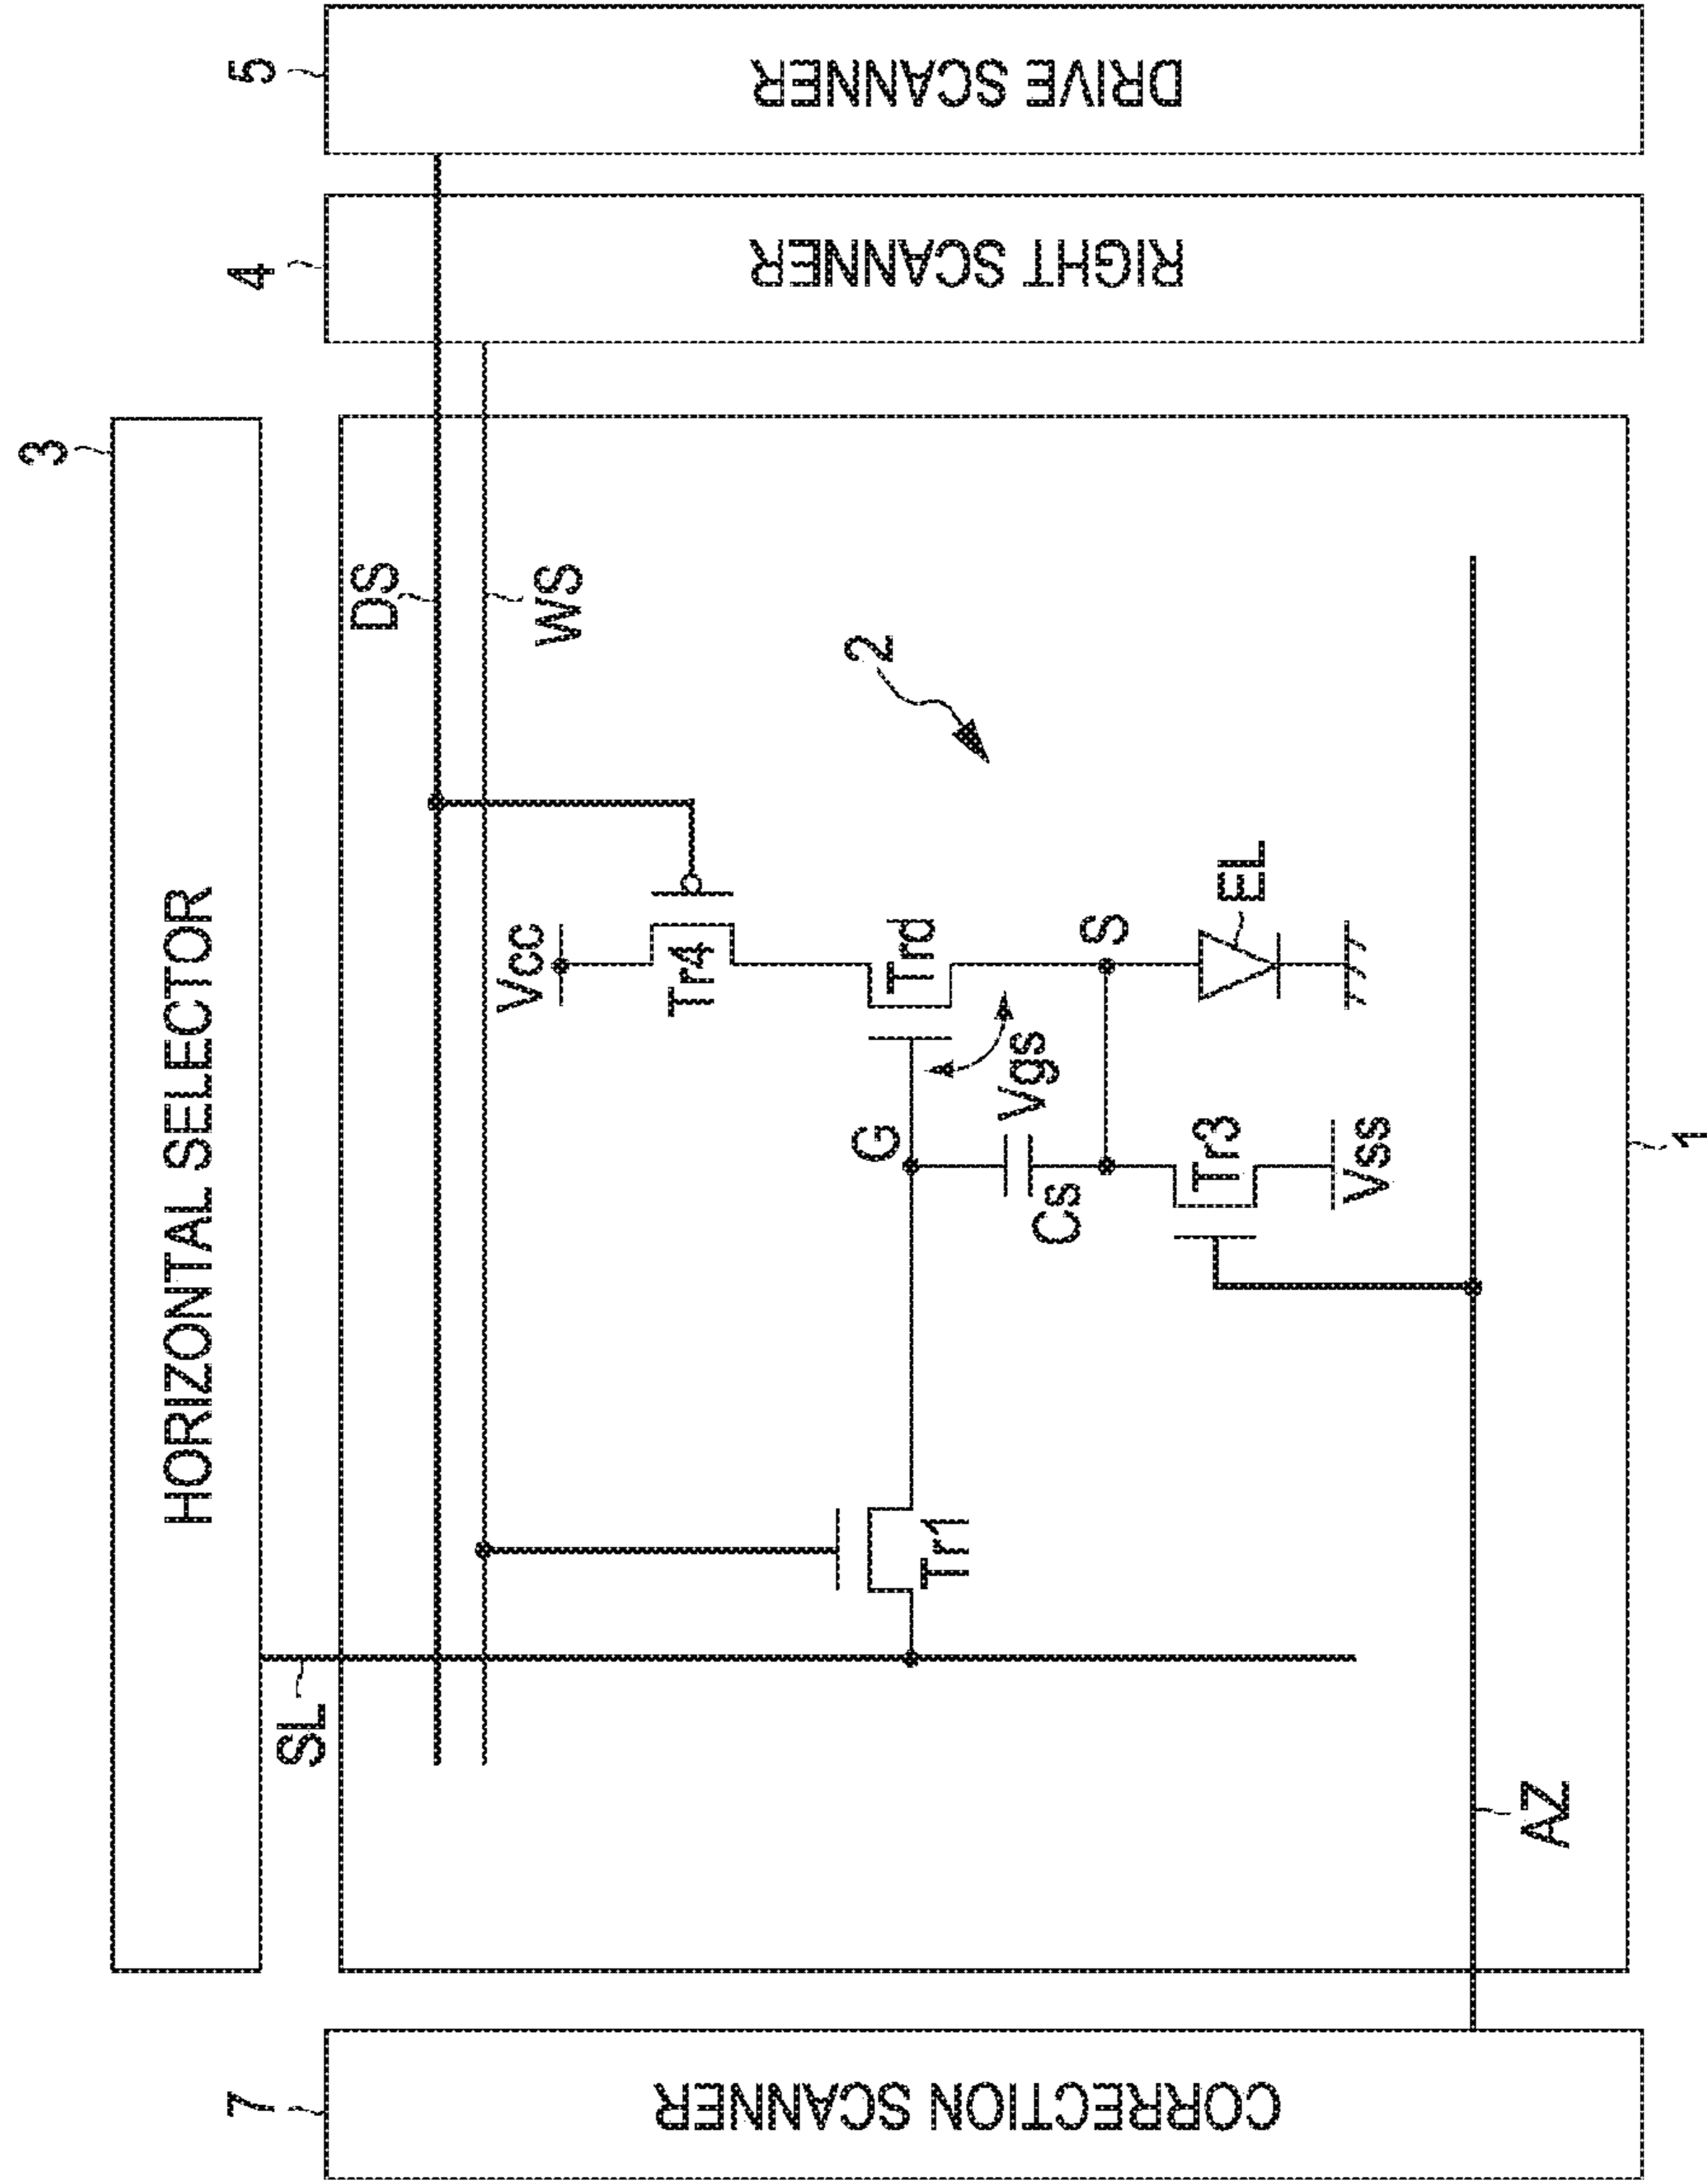 3
HORIZONTAL SELECTOR
7
CORRECTION SCANNER
4
RIGHT SCANNER
5
DRIVE SCANNER
SL
DS
WS
Vcc
Tr4
2
Trd
G
Vgs
S
Cs
Tr1
Tr3
EL
Vss
AZ
1